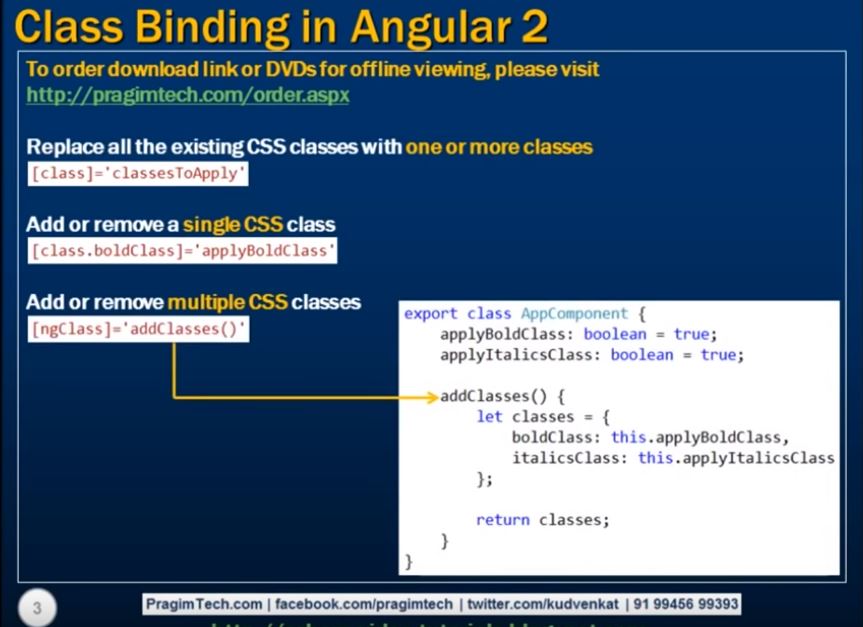 Class Binding in Angular 2
To order download link or DVDs for offline viewing, please visit
http://pragimtech.com/order.aspx
Replace all the existing CSS classes with one or more classes
[class]='classesToApply'
Add or remove a single CSS class
[class.boldClass]='applyBoldClass'
Add or remove multiple CSS classes
[ngClass]='addClasses()'
export class AppComponent {
applyBoldClass: boolean = true;
applyItalicsClass: boolean = true;
addClasses() {
let classes = {
boldClass: this.applyBoldClass,
italicsClass: this.applyItalicsClass
};
return classes;
}
}
3
PragimTech.com | facebook.com/pragimtech | twitter.com/kudvenkat | 91 99456 99393